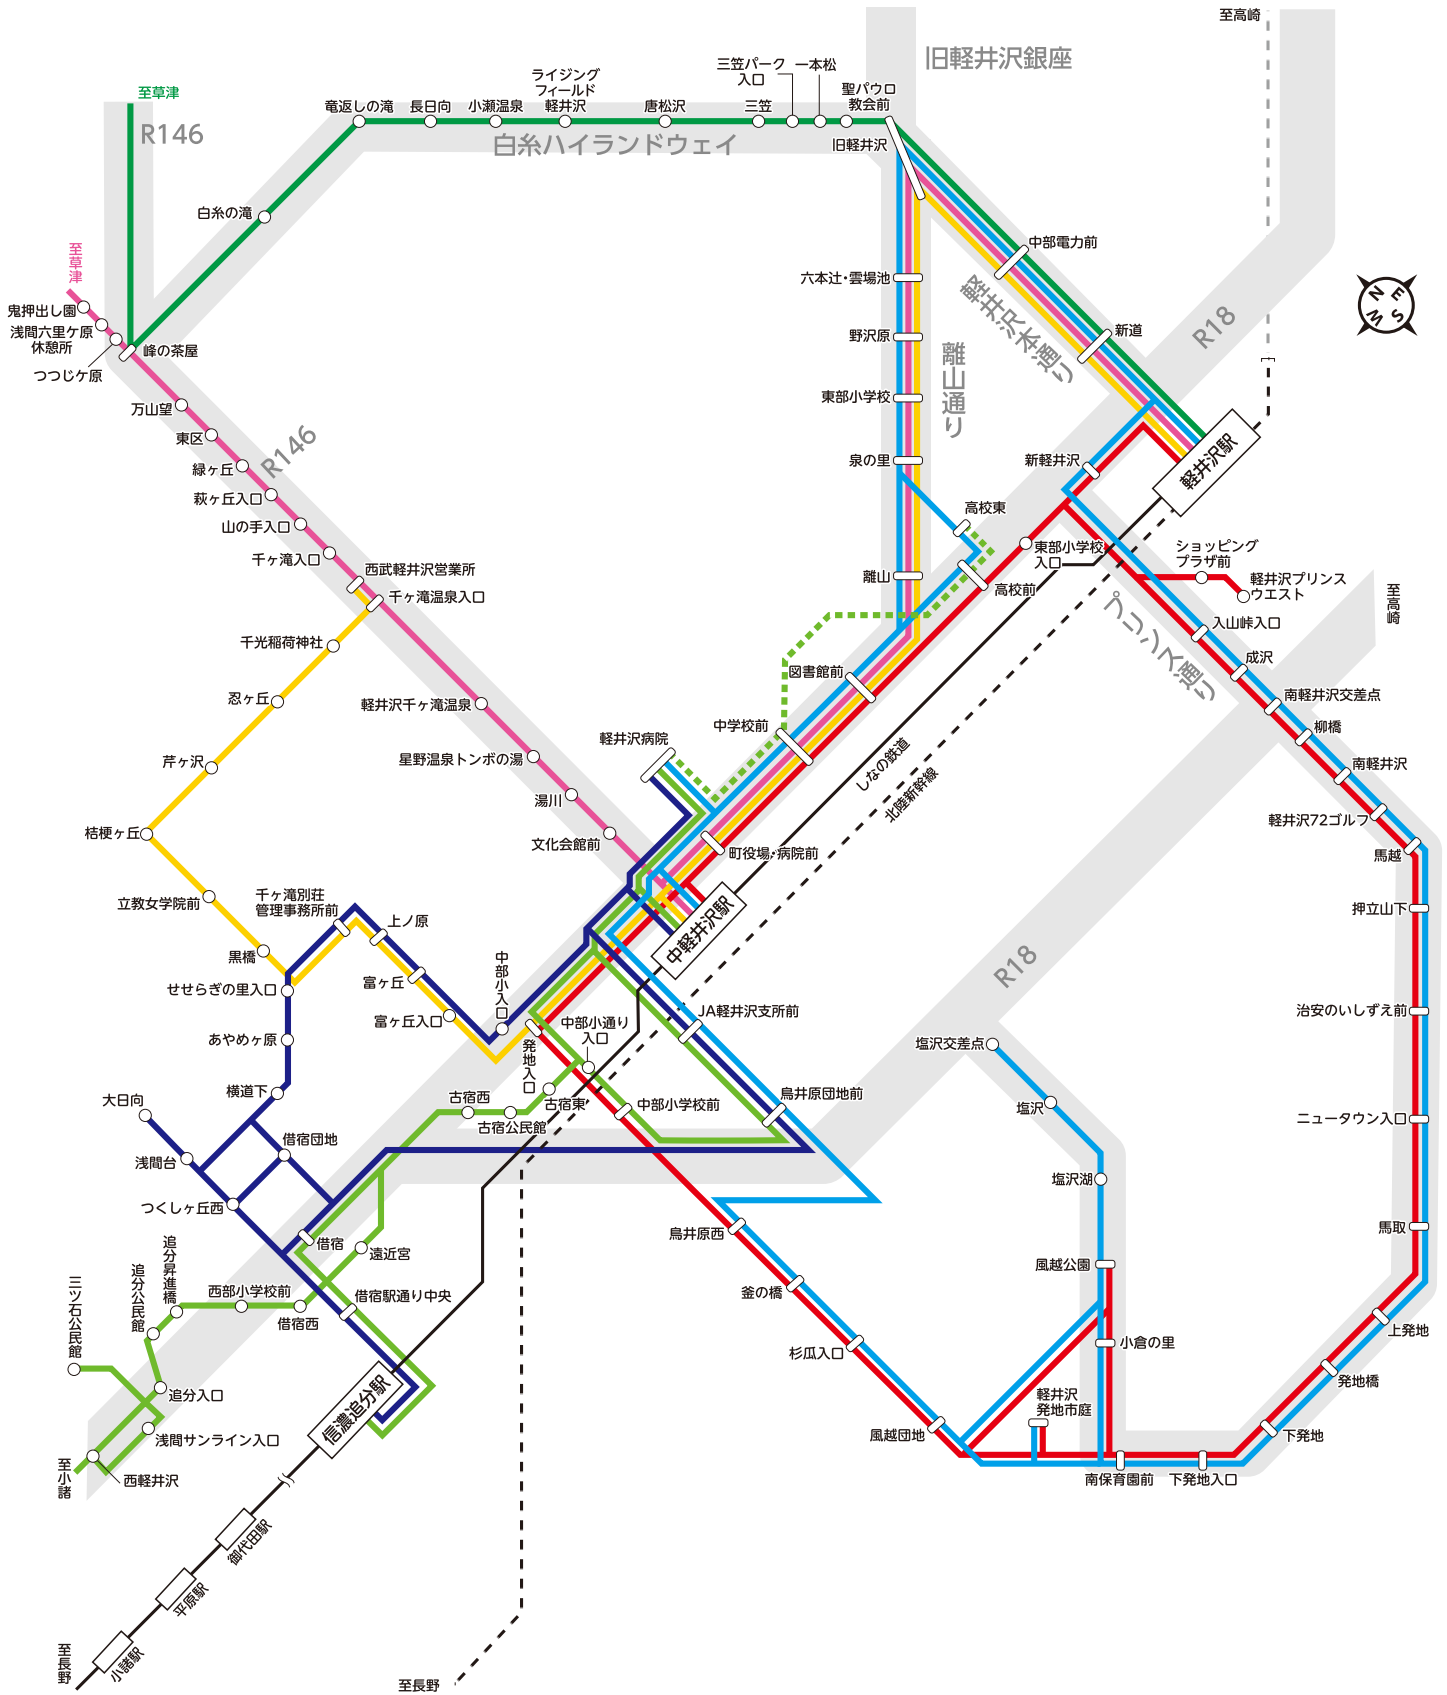 至高崎
旧軽井沢銀座
三笠パーク
入口
一本松
ライジング
フィールド
軽井沢
聖パウロ
教会前
至草津
竜返しの滝
長日向
小瀬温泉
唐松沢
三笠
R146
白糸ハイランドウェイ
旧軽井沢
白糸の滝
至草津
中部電力前
六本辻・雲場池
軽井沢本通り
N
E
S
W
鬼押出し園
浅間六里ケ原
休憩所
つつじケ原
峰の茶屋
野沢原
新道
R18
離山通り
万山望
東部小学校
東区
R146
緑ヶ丘
泉の里
新軽井沢
軽井沢駅
萩ヶ丘入口
山の手入口
高校東
千ヶ滝入口
東部小学校
入口
ショッピング
プラザ前
西武軽井沢営業所
離山
高校前
軽井沢プリンス
ウエスト
千ヶ滝温泉入口
プリンス通り
至高崎
入山峠入口
千光稲荷神社
成沢
図書館前
忍ヶ丘
軽井沢千ヶ滝温泉
南軽井沢交差点
中学校前
柳橋
軽井沢病院
星野温泉トンボの湯
芹ヶ沢
しなの鉄道
北陸新幹線
南軽井沢
湯川
軽井沢72ゴルフ
桔梗ヶ丘
文化会館前
町役場・病院前
馬越
千ヶ滝別荘
管理事務所前
立教女学院前
上ノ原
中軽井沢駅
押立山下
黒橋
中部小入口
富ヶ丘
R18
せせらぎの里入口
富ヶ丘入口
JA軽井沢支所前
治安のいしずえ前
中部小通り
入口
あやめヶ原
発地入口
塩沢交差点
横道下
大日向
古宿西
古宿東
中部小学校前
鳥井原団地前
塩沢
古宿公民館
ニュータウン入口
借宿団地
浅間台
塩沢湖
つくしヶ丘西
借宿
遠近宮
鳥井原西
馬取
追分昇進橋
追分公民館
三ツ石公民館
風越公園
西部小学校前
借宿西
借宿駅通り中央
釜の橋
小倉の里
上発地
杉瓜入口
発地橋
追分入口
信濃追分駅
軽井沢
発地市庭
浅間サンライン入口
風越団地
下発地
至小諸
西軽井沢
南保育園前
下発地入口
御代田駅
平原駅
小諸駅
至長野
至長野